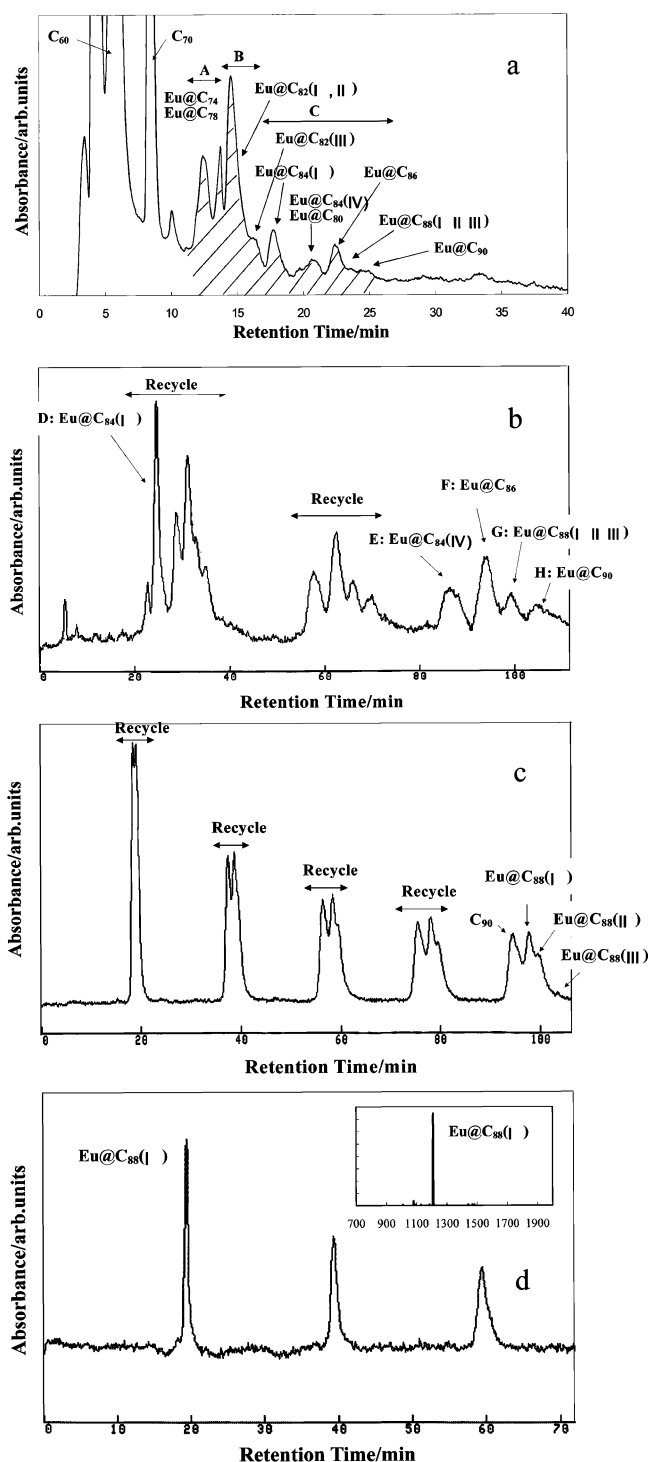 Absorbance/arb.units
a
C60
C70
A
B
Eu@C74
Eu@C78
Eu@C82(Ⅰ , Ⅱ)
C
Eu@C82(Ⅲ)
Eu@C84(Ⅰ )
Eu@C84(Ⅳ)
Eu@C80
Eu@C86
Eu@C88(Ⅰ Ⅱ Ⅲ)
Eu@C90
0 5 10 15 20 25 30 35 40
Retention Time/min
Absorbance/arb.units
b
Recycle
D: Eu@C84(Ⅰ )
Recycle
F: Eu@C86
E: Eu@C84(Ⅳ)
G: Eu@C88(Ⅰ Ⅱ Ⅲ)
H: Eu@C90
0 20 40 60 80 100
Retention Time/min
Absorbance/arb.units
c
Recycle
Recycle
Recycle
Recycle
Eu@C88(Ⅰ )
C90
Eu@C88(Ⅱ)
Eu@C88(Ⅲ)
0 20 40 60 80 100
Retention Time/min
Absorbance/arb.units
d
Eu@C88(Ⅰ )
Eu@C88(Ⅰ )
700 900 1100 1300 1500 1700 1900
0 10 20 30 40 50 60 70
Retention Time/min